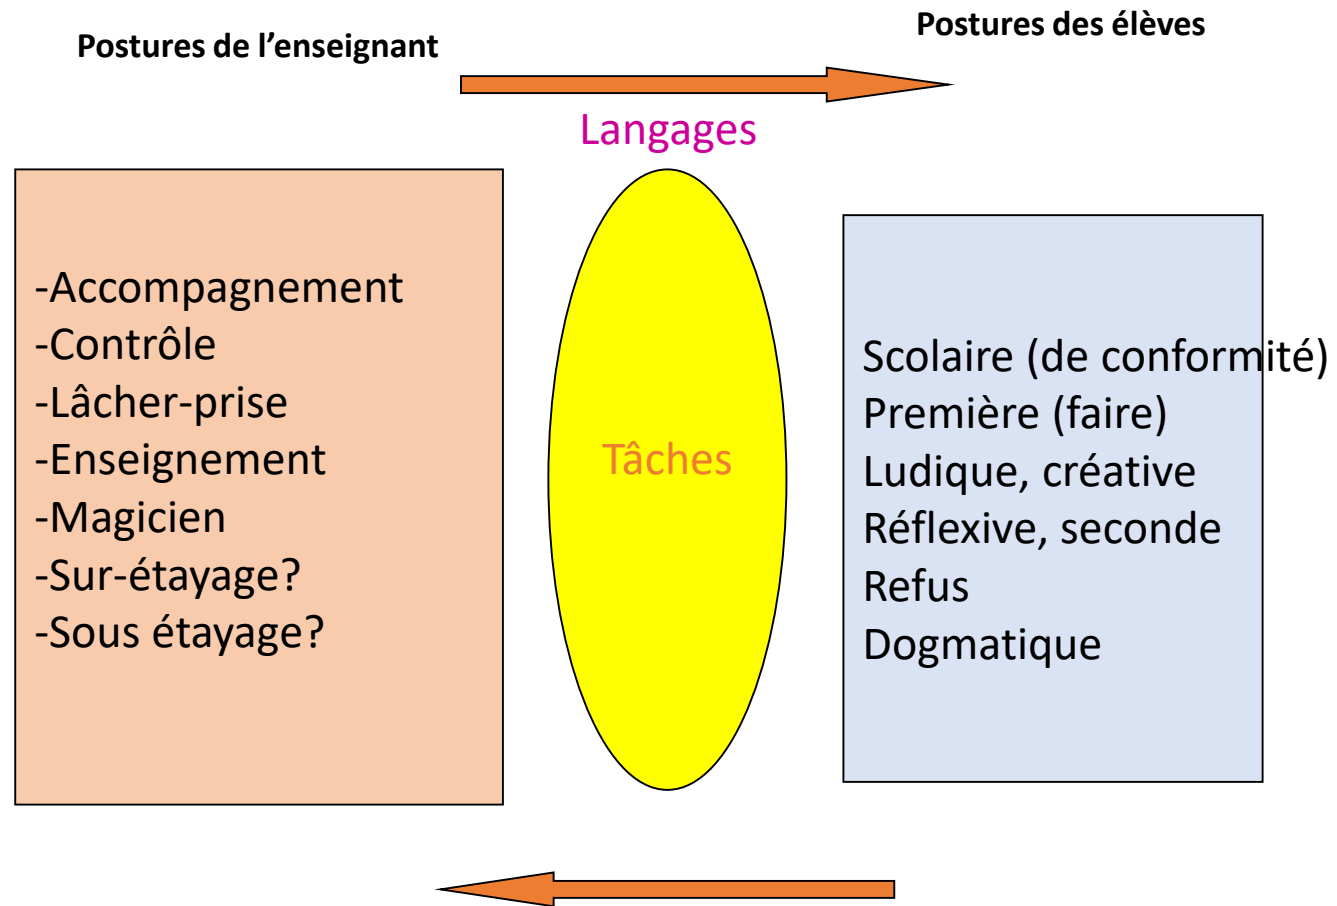 Postures de l’enseignant
Postures des élèves
Langages
-Accompagnement
-Contrôle
-Lâcher-prise
-Enseignement
-Magicien
-Sur-étayage?
-Sous étayage?
Tâches
Scolaire (de conformité)
Première (faire)
Ludique, créative
Réflexive, seconde
Refus
Dogmatique